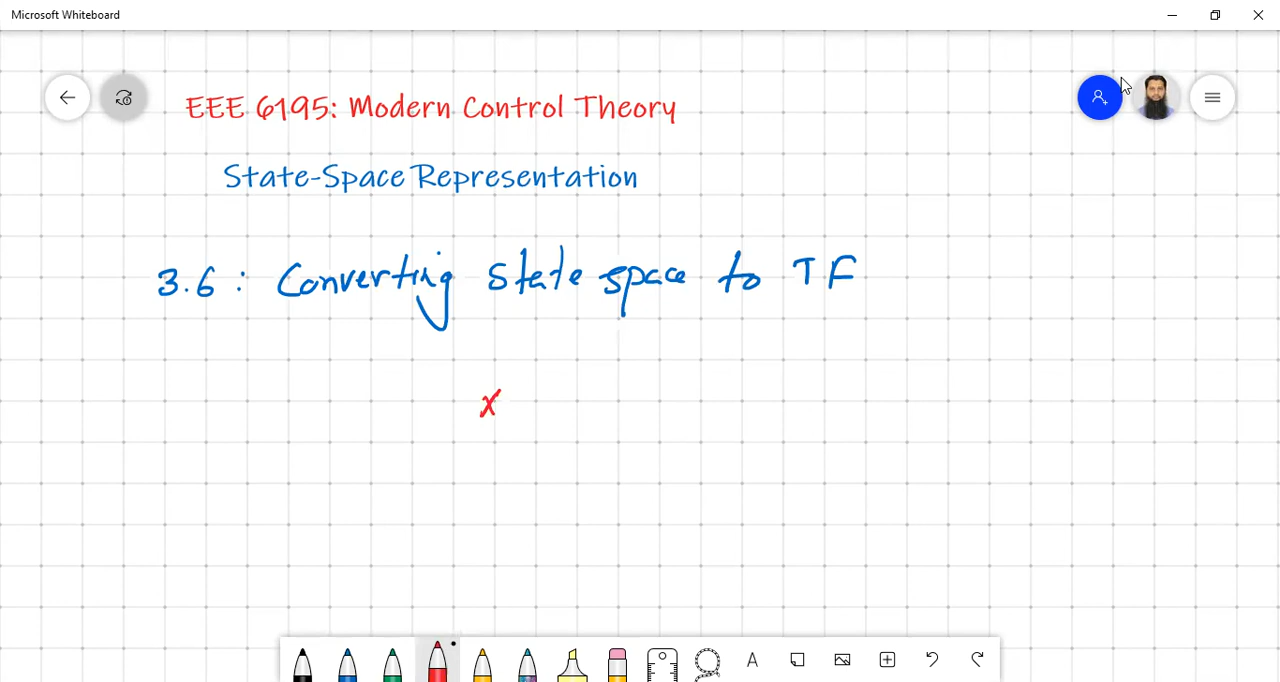 Microsoft Whiteboard
EEE 6195: Modern Control Theory
State-Space Representation
3.6: Converting state space to TF
x
A